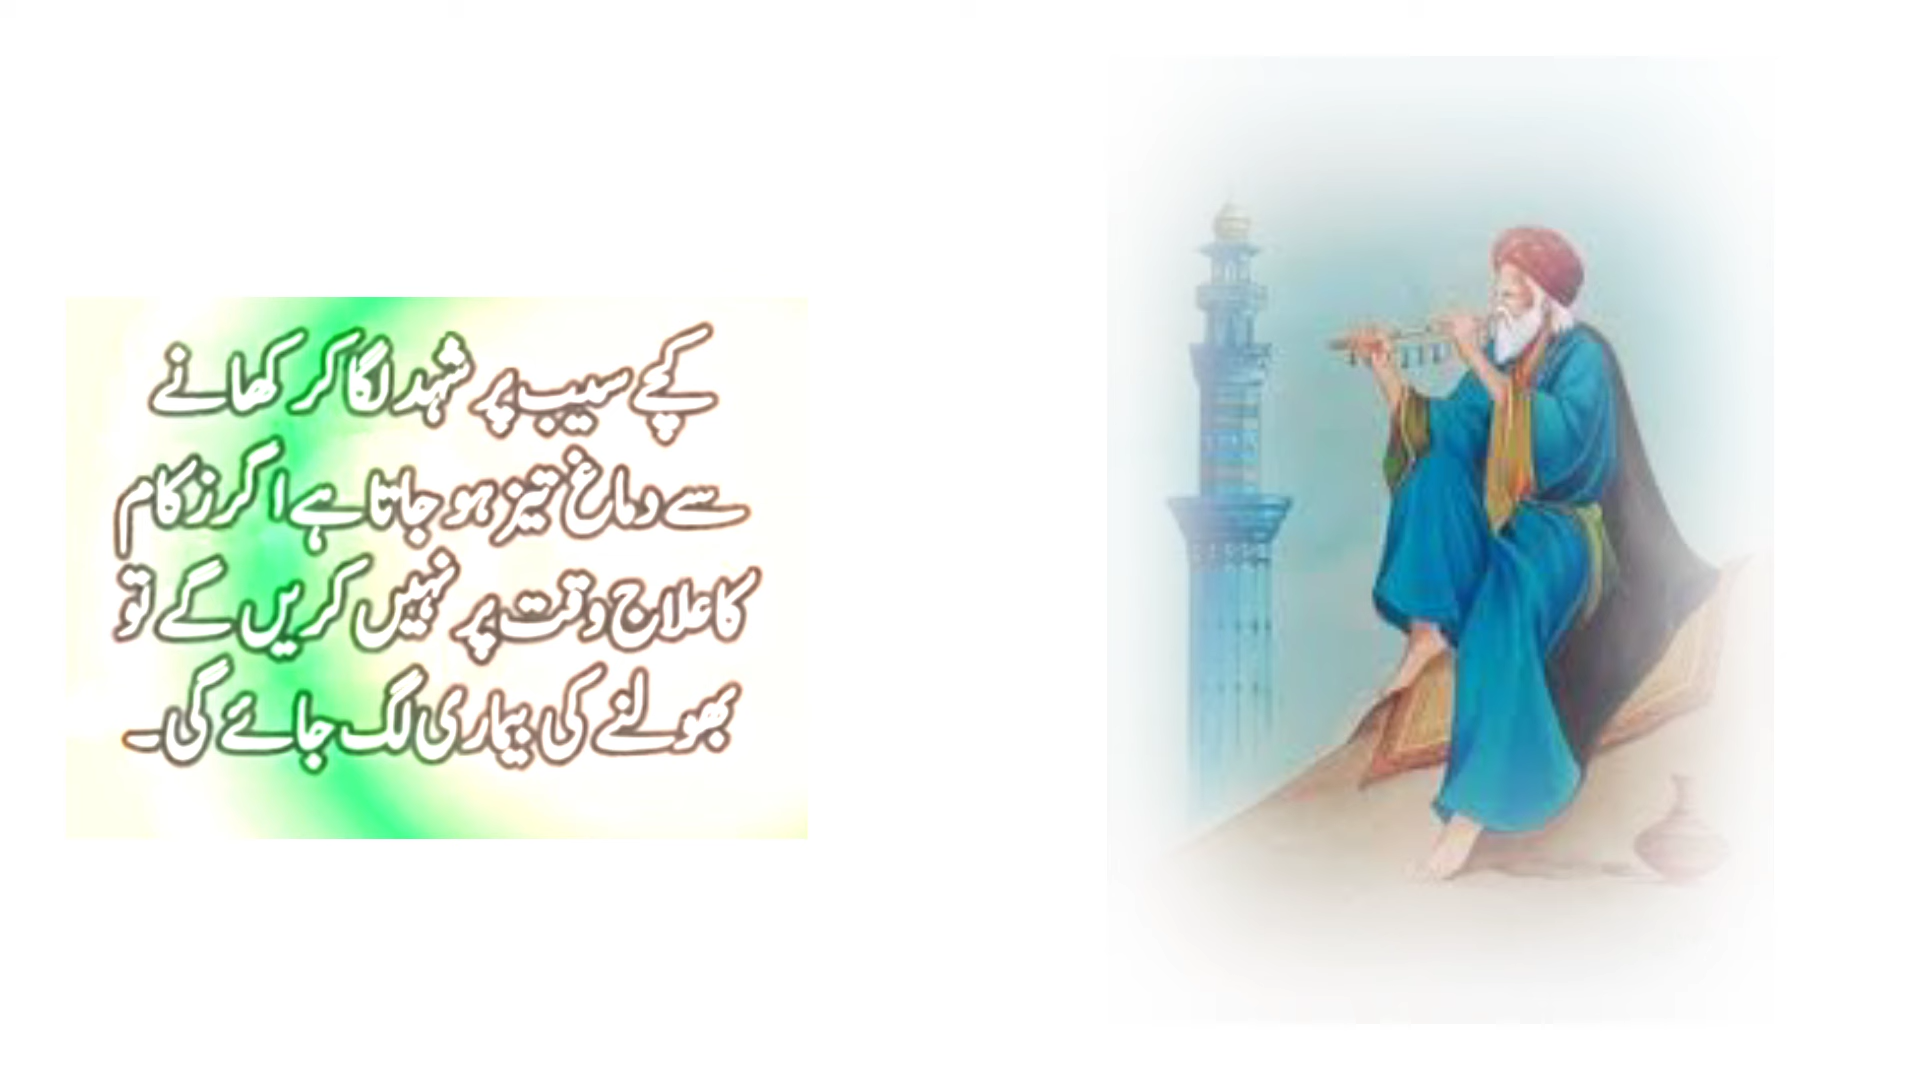 کچے سیب پر شہد لگا کر کھانے
سے دماغ تیز ہو جاتا ہے اگر زکام
کا علاج وقت پر نہیں کریں گے تو
بھولنے کی بیماری لگ جائے گی۔